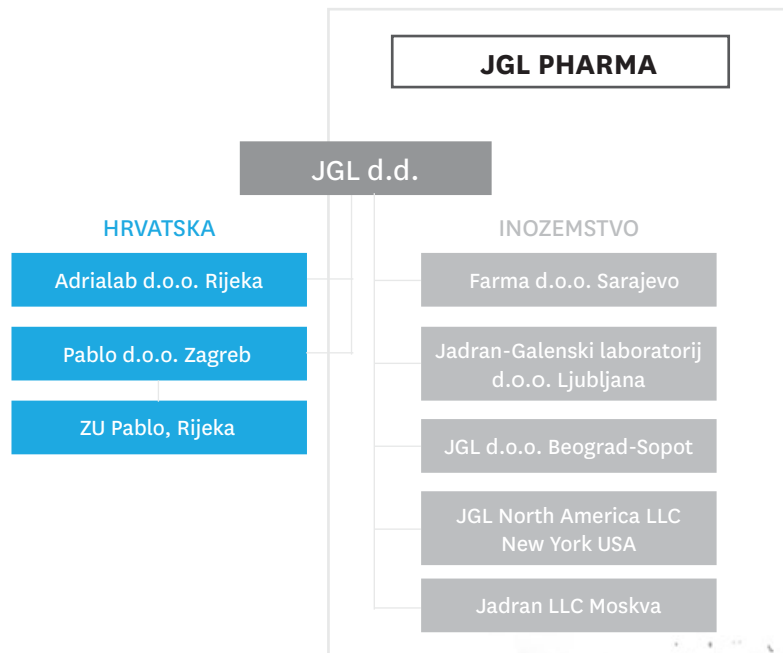 JGL PHARMA
JGL d.d.
HRVATSKA
Adrialab d.o.o. Rijeka
Pablo d.o.o. Zagreb
ZU Pablo, Rijeka
INOZEMSTVO
Farma d.o.o. Sarajevo
Jadran-Galenski laboratorij
d.o.o. Ljubljana
JGL d.o.o. Beograd-Sopot
JGL North America LLC
New York USA
Jadran LLC Moskva